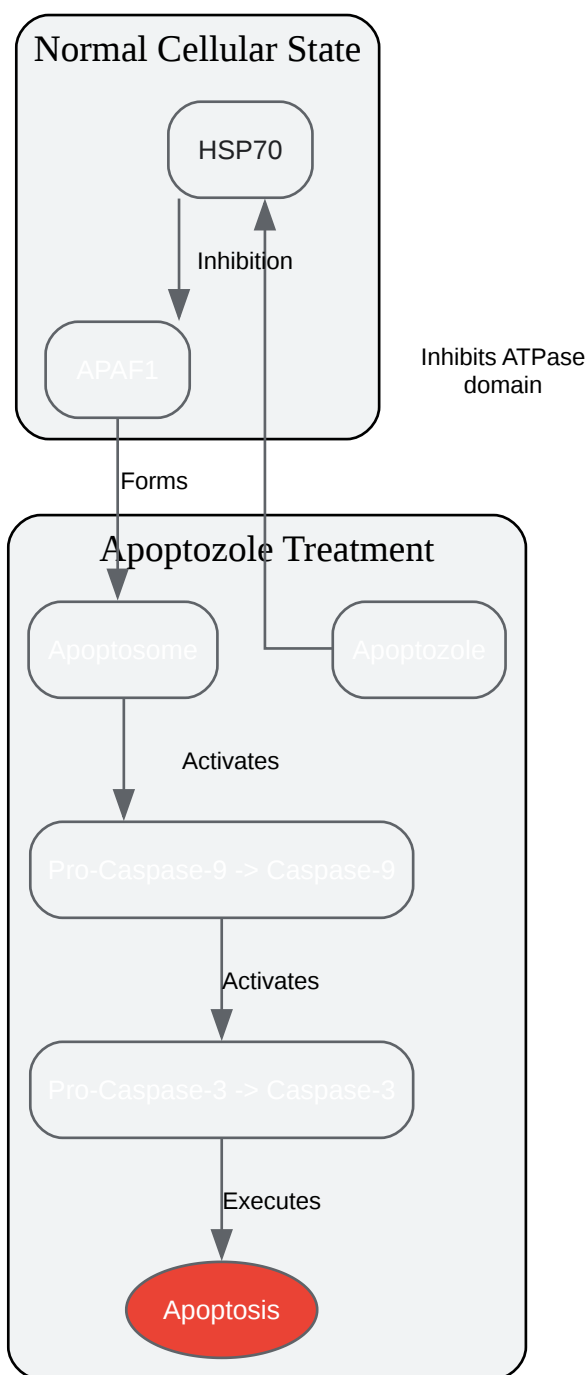 Normal Cellular State
HSP70
Inhibition
APAF1
Inhibits ATPase
domain
Forms
Apoptozole Treatment
Apoptosome
Apoptozole
Activates
Pro-Caspase-9 -> Caspase-9
Activates
Pro-Caspase-3 -> Caspase-3
Executes
Apoptosis